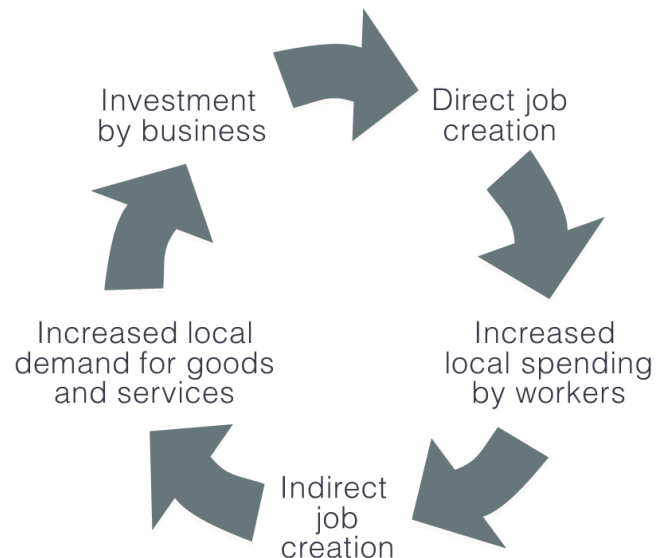 Investment
by business
Direct job
creation
Increased
local spending
by workers
Indirect
job
creation
Increased local
demand for goods
and services